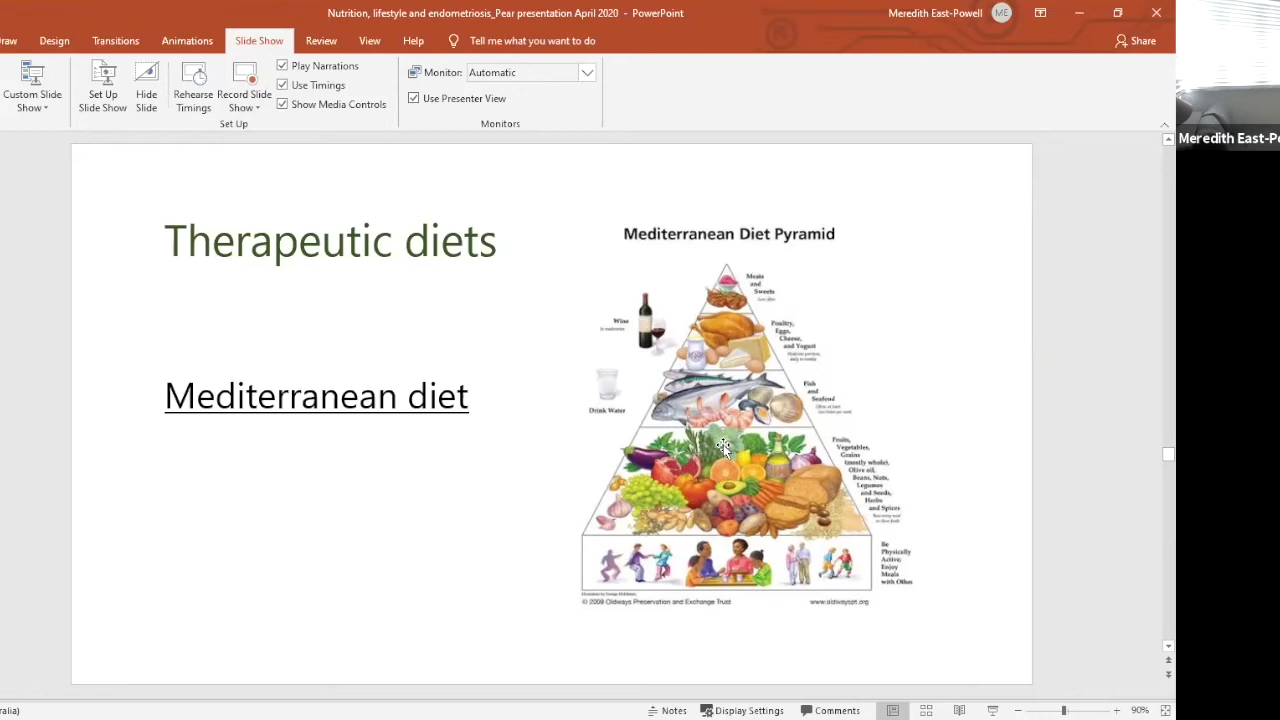 Nutrition, lifestyle and endometriosis_Pear presentation April 2020 - PowerPoint
Meredith East-Powell
ME
raw
Design
Transitions
Animations
Slide Show
Review
View
Help
Tell me what you want to do
Share
Custom Slide
Show
Set Up
Slide Show
Hide
Slide
Rehearse
Timings
Record Slide
Show
Play Narrations
Use Timings
Show Media Controls
Set Up
Monitor:
Automatic
Use Presenter View
Monitors
Meredith East-Po
Therapeutic diets
Mediterranean diet
Mediterranean Diet Pyramid
Meats
and
Sweets
Less often
Wine
In moderation
Poultry,
Eggs,
Cheese,
and Yogurt
Moderate portions,
daily to weekly
Fish
and
Seafood
Often, at least
two times per week
Drink Water
Fruits,
Vegetables,
Grains
(mostly whole),
Olive oil,
Beans, Nuts,
Legumes
and Seeds,
Herbs
and Spices
Base every meal
on these foods
Be
Physically
Active;
Enjoy
Meals
with Others
Illustration by George Middleton
© 2009 Oldways Preservation and Exchange Trust
www.oldwayspt.org
ralia)
Notes
Display Settings
Comments
90%